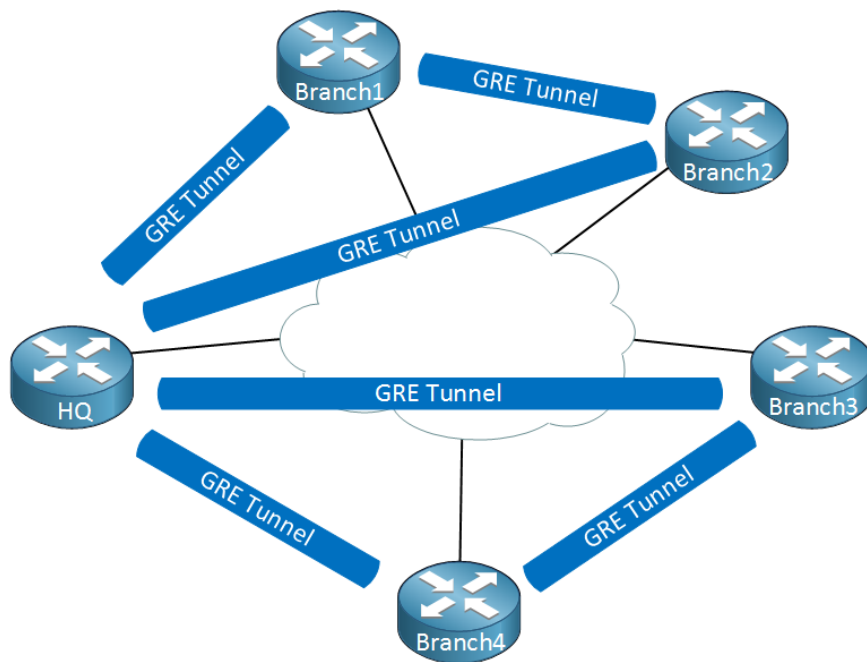 Branch1
GRE Tunnel
Branch2
GRE Tunnel
GRE Tunnel
HQ
GRE Tunnel
Branch3
GRE Tunnel
GRE Tunnel
Branch4